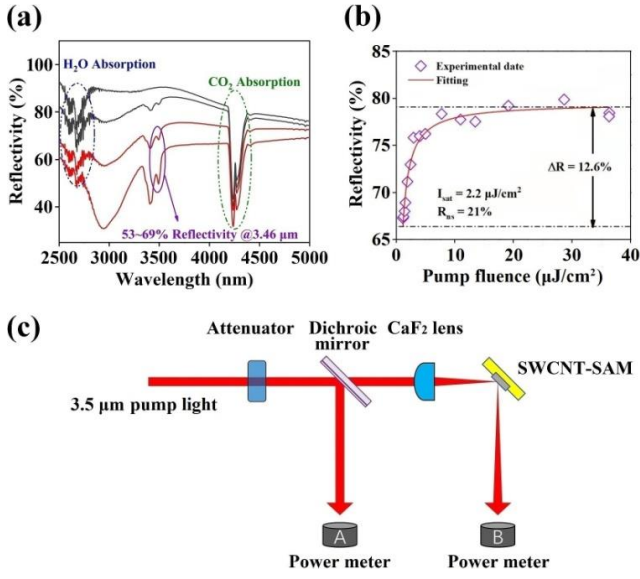 (a)
100
80
60
40
Reflectivity (%)
H2O Absorption
CO2 Absorption
53~69% Reflectivity @3.46 μm
2500 3000 3500 4000 4500 5000
Wavelength (nm)
(b)
85
80
75
70
65
Reflectivity (%)
Experimental date
Fitting
ΔR = 12.6%
Isat = 2.2 μJ/cm²
Rns = 21%
0 10 20 30 40
Pump fluence (μJ/cm²)
(c)
Attenuator
Dichroic
mirror
CaF₂ lens
SWCNT-SAM
3.5 μm pump light
A
B
Power meter
Power meter